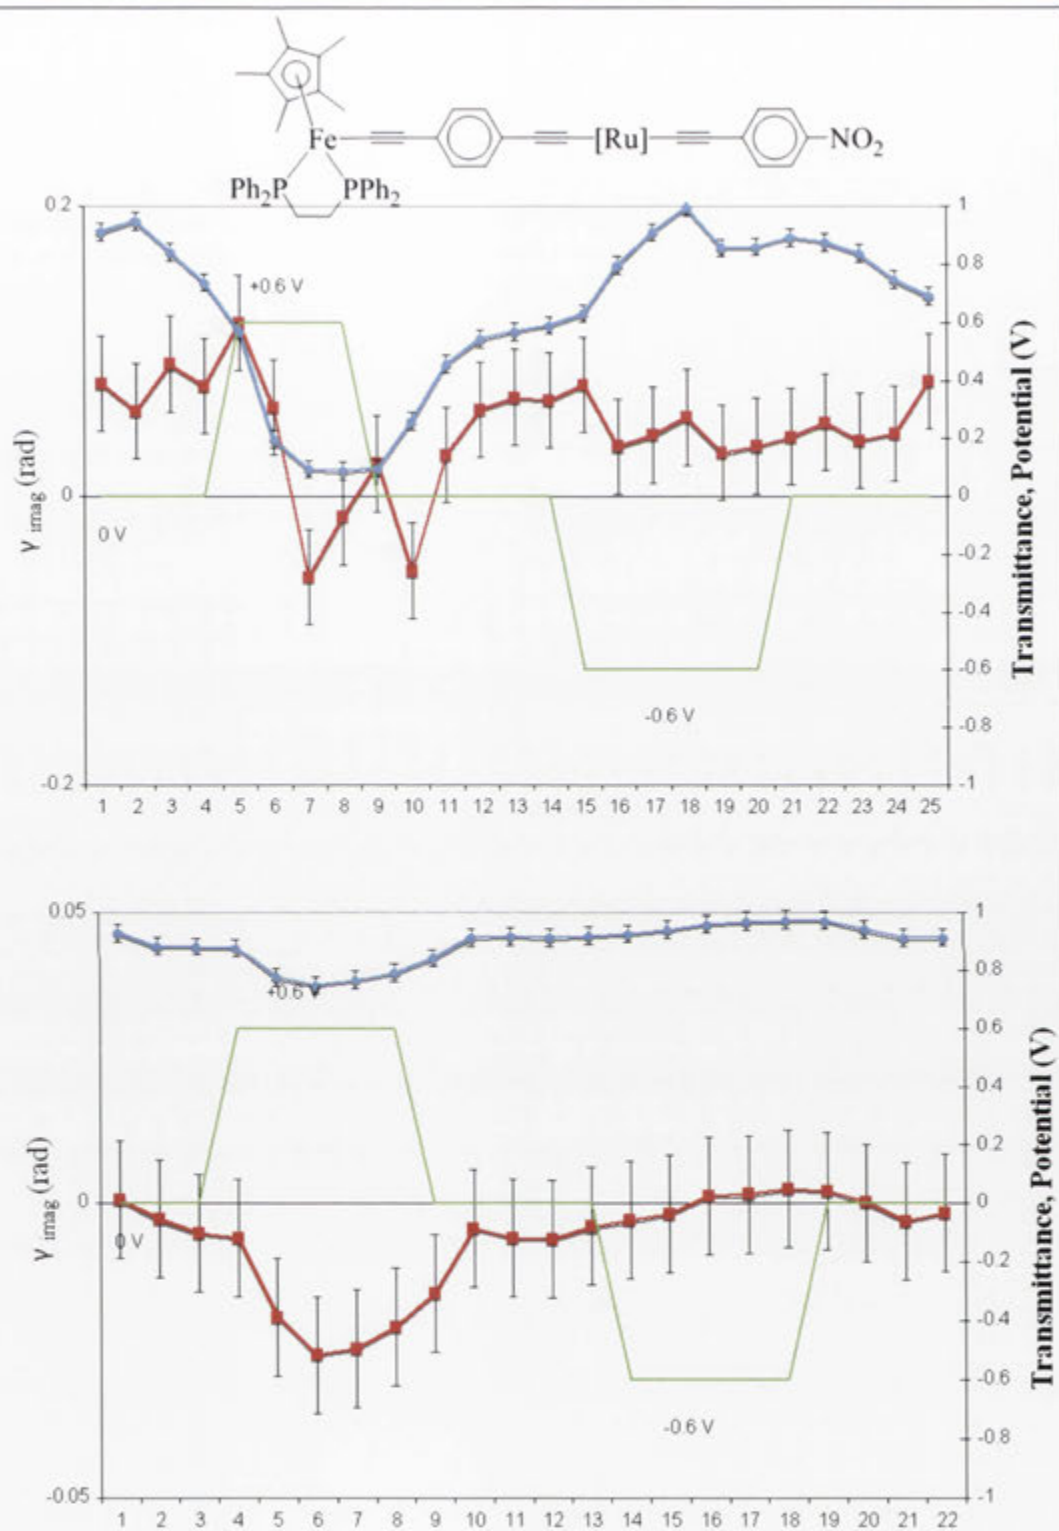 Fe
[Ru]
NO2
Ph2P
PPh2
0.2
0
-0.2
γ imag (rad)
+0.6 V
0 V
-0.6 V
1
0.8
0.6
0.4
0.2
0
-0.2
-0.4
-0.6
-0.8
-1
Transmittance, Potential (V)
1 2 3 4 5 6 7 8 9 10 11 12 13 14 15 16 17 18 19 20 21 22 23 24 25
0.05
0
-0.05
γ imag (rad)
+0.6 V
0 V
-0.6 V
1
0.8
0.6
0.4
0.2
0
-0.2
-0.4
-0.6
-0.8
-1
Transmittance, Potential (V)
1 2 3 4 5 6 7 8 9 10 11 12 13 14 15 16 17 18 19 20 21 22